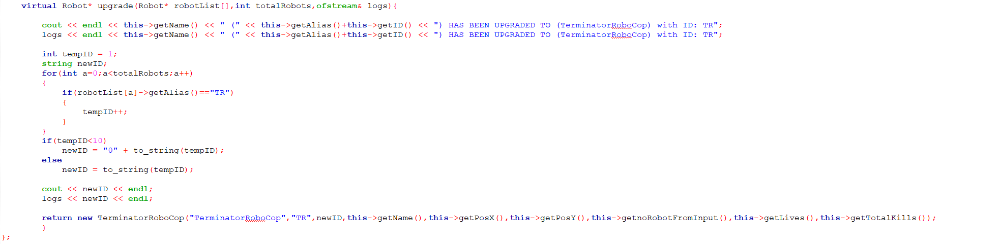 virtual Robot* upgrade(Robot* robotList[],int totalRobots,ofstream& logs){
cout << endl << this->getName() << " (" << this->getAlias()+this->getID() << ") HAS BEEN UPGRADED TO (TerminatorRoboCop) with ID: TR";
logs << endl << this->getName() << " (" << this->getAlias()+this->getID() << ") HAS BEEN UPGRADED TO (TerminatorRoboCop) with ID: TR";
int tempID = 1;
string newID;
for(int a=0;a<totalRobots;a++)
{
if(robotList[a]->getAlias()=="TR")
{
tempID++;
}
}
if(tempID<10)
newID = "0" + to_string(tempID);
else
newID = to_string(tempID);
cout << newID << endl;
logs << newID << endl;
return new TerminatorRoboCop("TerminatorRoboCop","TR",newID,this->getName(),this->getPosX(),this->getPosY(),this->getnoRobotFromInput(),this->getLives(),this->getTotalKills());
}
};